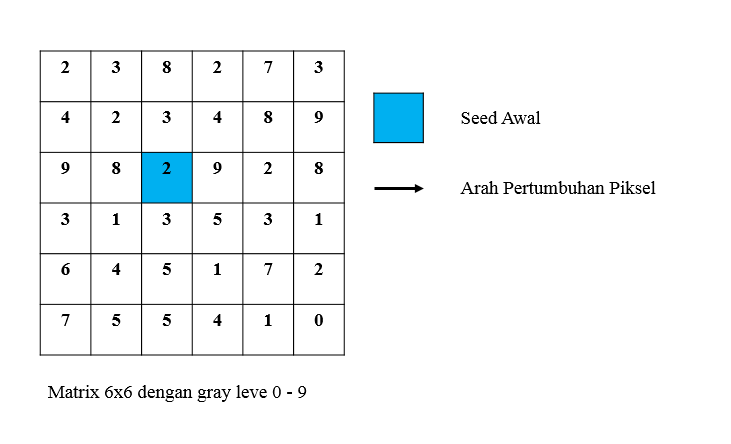 2 3 8 2 7 3
4 2 3 4 8 9
9 8 2 9 2 8
3 1 3 5 3 1
6 4 5 1 7 2
7 5 5 4 1 0
Seed Awal
Arah Pertumbuhan Piksel
Matrix 6x6 dengan gray leve 0 - 9